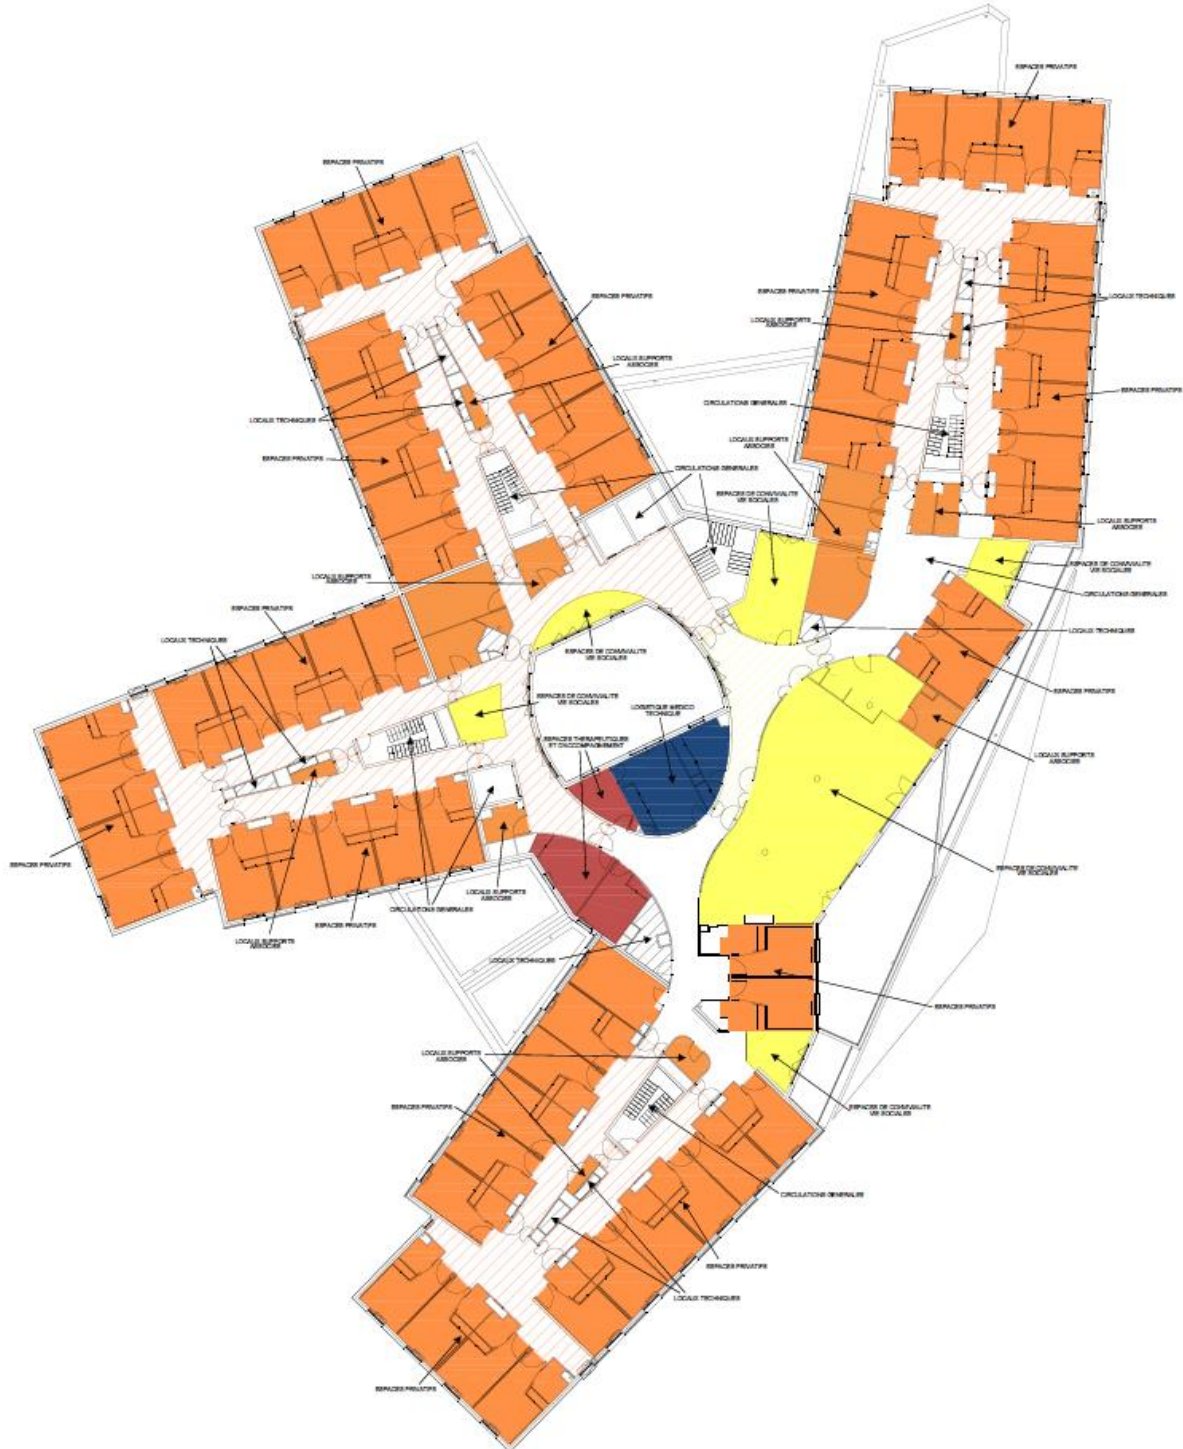 ESPACES PRIVATIFS
ESPACES PRIVATIFS
ESPACES PRIVATIFS
ESPACES PRIVATIFS
LOCAUX TECHNIQUES
LOCAUX SUPPORTS
ASSOCIES
LOCAUX SUPPORTS
ASSOCIES
ESPACES PRIVATIFS
CIRCULATIONS GENERALES
LOCAUX TECHNIQUES
LOCAUX SUPPORTS
ASSOCIES
ESPACES PRIVATIFS
CIRCULATIONS GENERALES
ESPACES DE CONVIVIALITE
VIE SOCIALES
LOCAUX SUPPORTS
ASSOCIES
ESPACES DE CONVIVIALITE
VIE SOCIALES
LOCAUX SUPPORTS
ASSOCIES
CIRCULATIONS GENERALES
ESPACES PRIVATIFS
LOCAUX TECHNIQUES
LOCAUX TECHNIQUES
ESPACES DE CONVIVIALITE
VIE SOCIALES
ESPACES PRIVATIFS
ESPACES DE CONVIVIALITE
VIE SOCIALES
LOGISTIQUE MEDICO
TECHNIQUE
ESPACES THERAPEUTIQUES
ET D'ACCOMPAGNEMENT
LOCAUX SUPPORTS
ASSOCIES
ESPACES PRIVATIFS
ESPACES DE CONVIVIALITE
VIE SOCIALES
LOCAUX SUPPORTS
ASSOCIES
CIRCULATIONS GENERALES
ESPACES PRIVATIFS
LOCAUX SUPPORTS
ASSOCIES
LOCAUX TECHNIQUES
ESPACES PRIVATIFS
LOCAUX SUPPORTS
ASSOCIES
ESPACES PRIVATIFS
ESPACES DE CONVIVIALITE
VIE SOCIALES
CIRCULATIONS GENERALES
ESPACES PRIVATIFS
LOCAUX TECHNIQUES
ESPACES PRIVATIFS